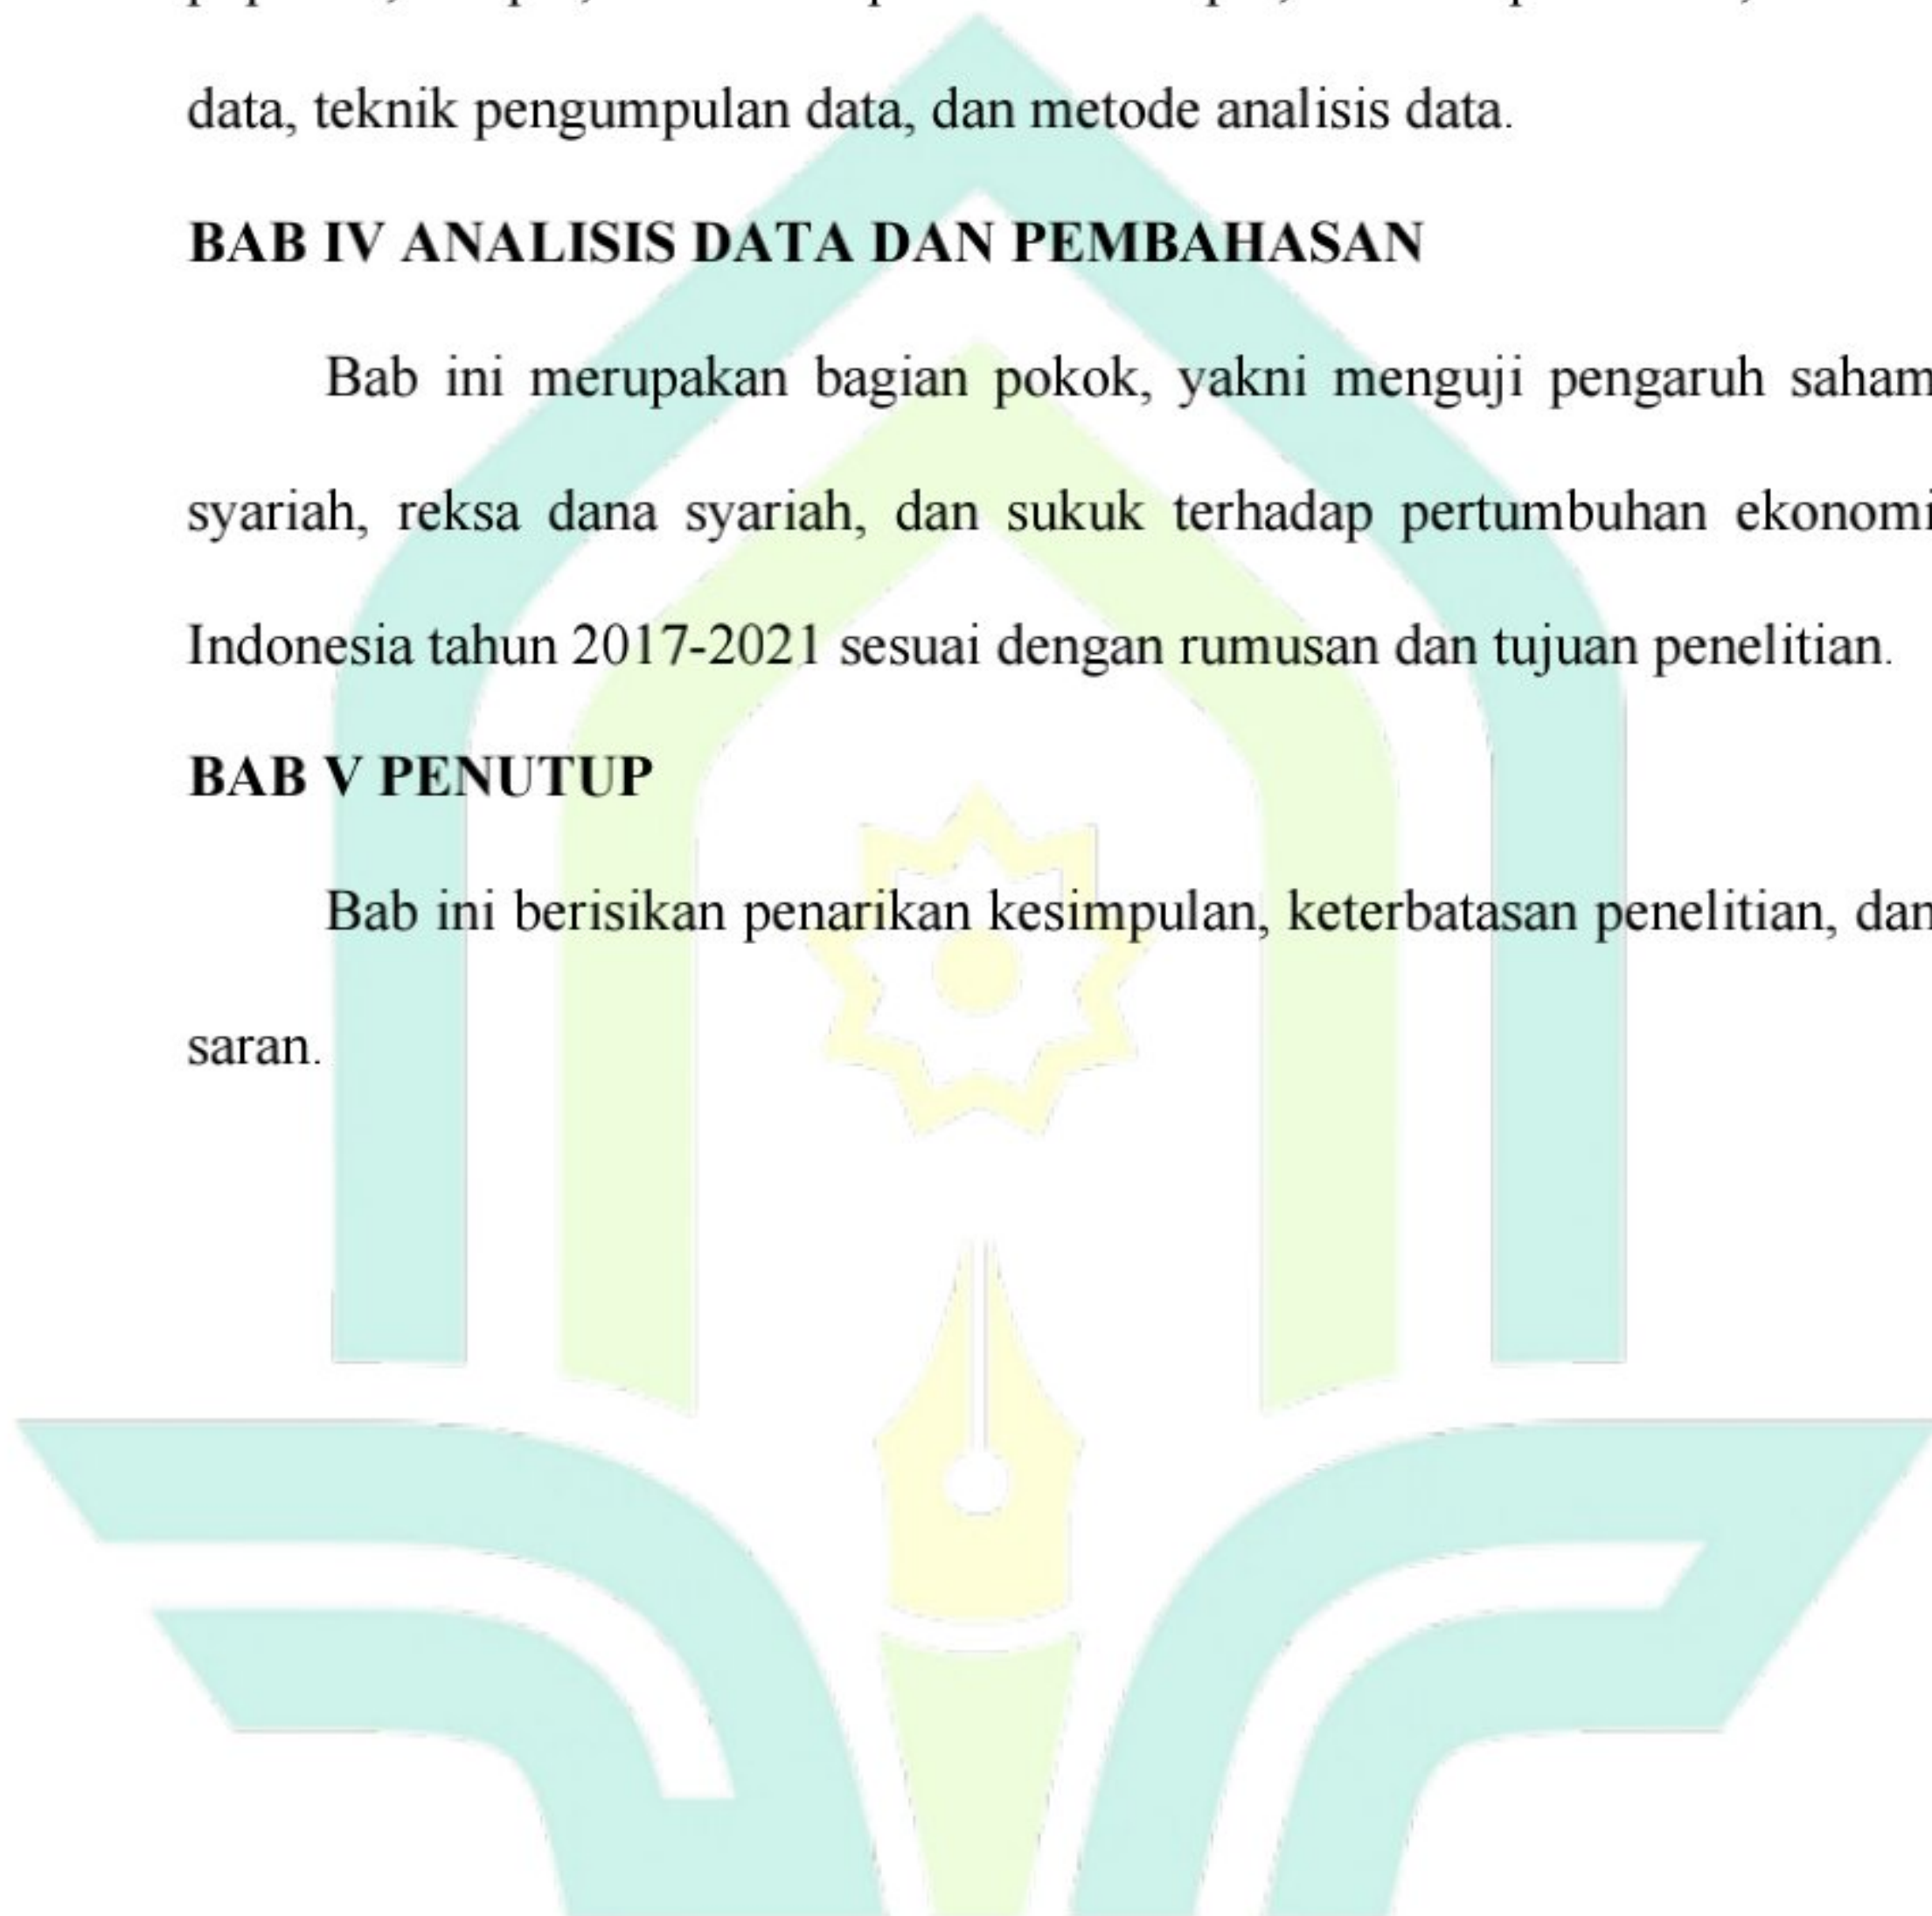 data, teknik pengumpulan data, dan metode analisis data.
BAB IV ANALISIS DATA DAN PEMBAHASAN
Bab ini merupakan bagian pokok, yakni menguji pengaruh saham
syariah, reksa dana syariah, dan sukuk terhadap pertumbuhan ekonomi
Indonesia tahun 2017-2021 sesuai dengan rumusan dan tujuan penelitian.
BAB V PENUTUP
Bab ini berisikan penarikan kesimpulan, keterbatasan penelitian, dan
saran.